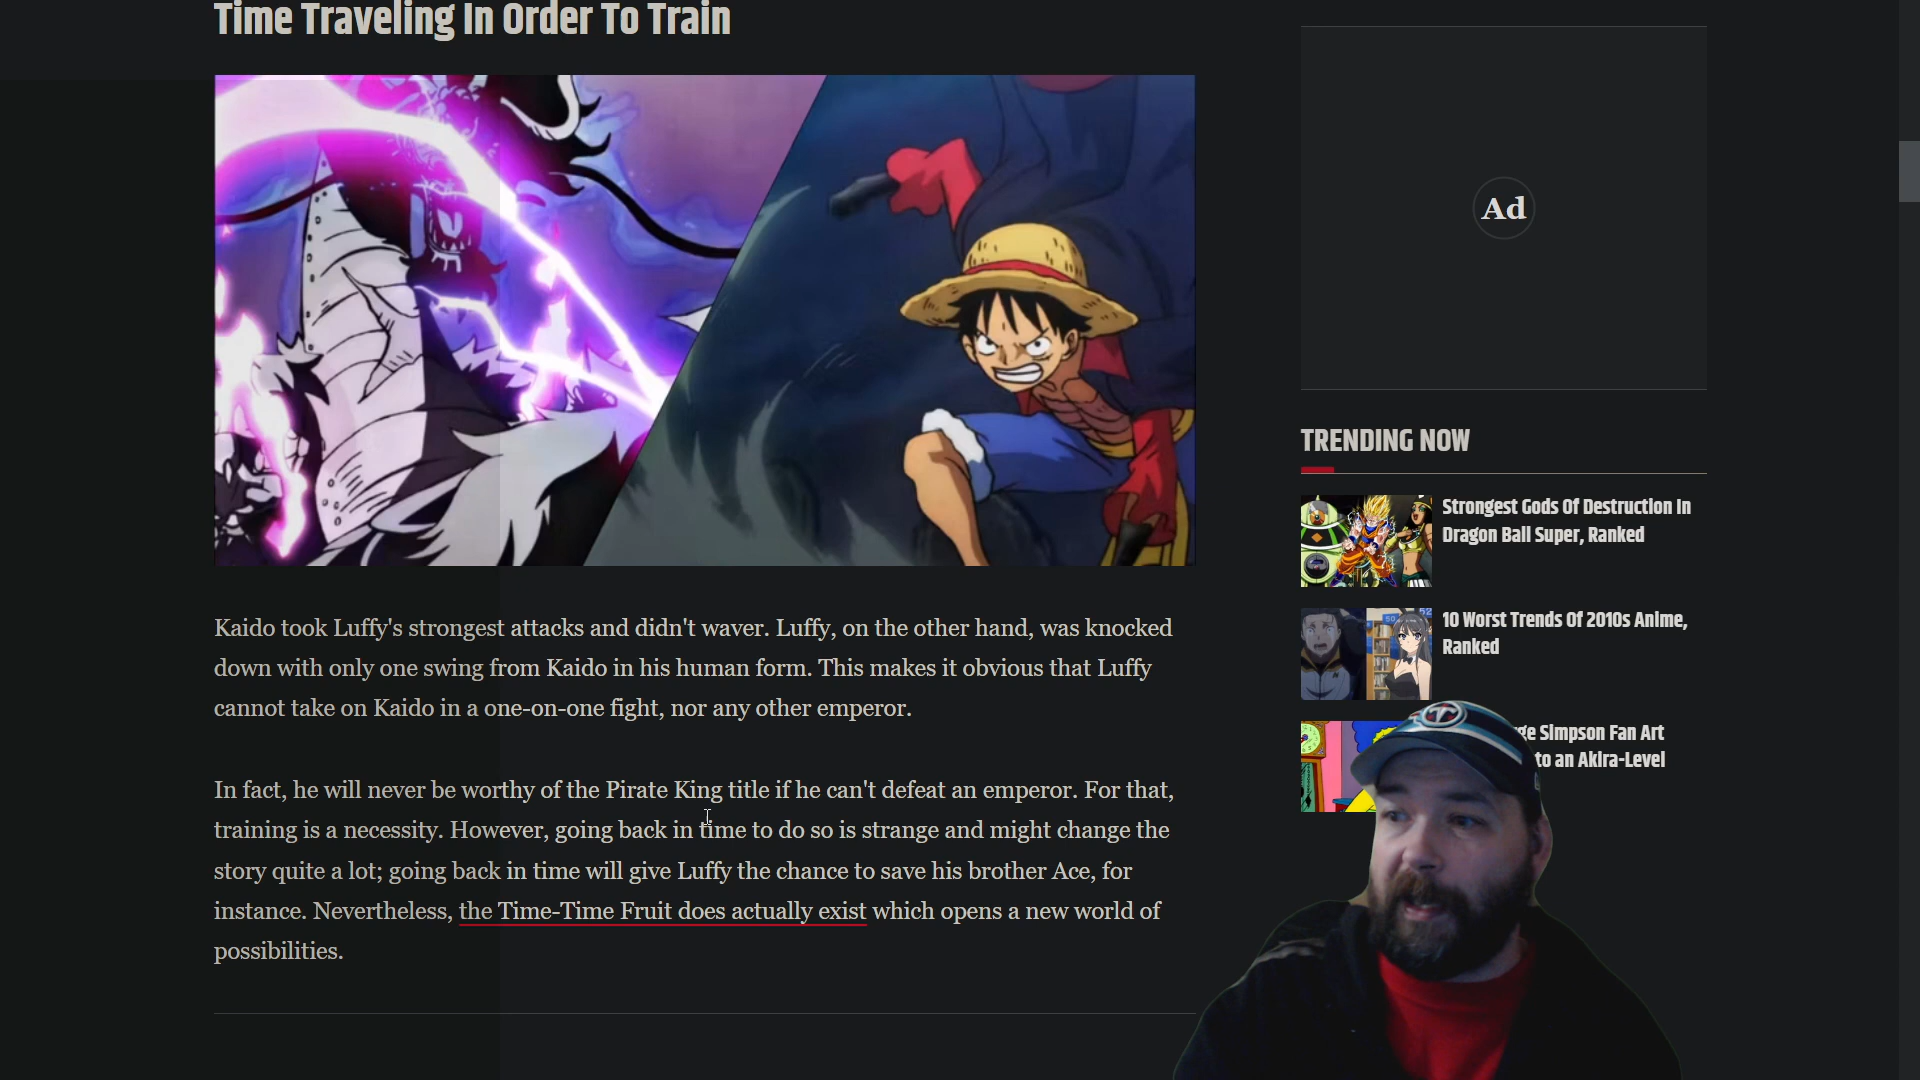 Time Traveling In Order To Train
Ad
TRENDING NOW
Strongest Gods Of Destruction In
Dragon Ball Super, Ranked
10 Worst Trends Of 2010s Anime,
Ranked
Simpson Fan Art
to an Akira-Level
Kaido took Luffy's strongest attacks and didn't waver. Luffy, on the other hand, was knocked
down with only one swing from Kaido in his human form. This makes it obvious that Luffy
cannot take on Kaido in a one-on-one fight, nor any other emperor.
In fact, he will never be worthy of the Pirate King title if he can't defeat an emperor. For that,
training is a necessity. However, going back in time to do so is strange and might change the
story quite a lot; going back in time will give Luffy the chance to save his brother Ace, for
instance. Nevertheless, the Time-Time Fruit does actually exist which opens a new world of
possibilities.